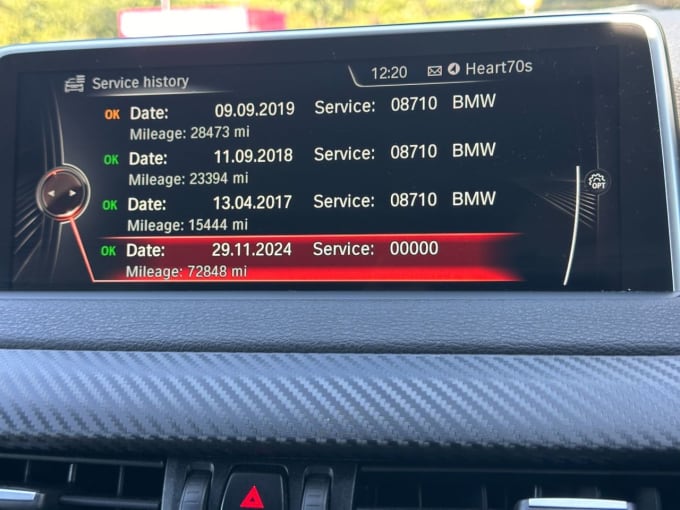 Service history
12:20 Heart70s
OK Date: 09.09.2019 Service: 08710 BMW
Mileage: 28473 mi
OK Date: 11.09.2018 Service: 08710 BMW
Mileage: 23394 mi
OK Date: 13.04.2017 Service: 08710 BMW
Mileage: 15444 mi
OK Date: 29.11.2024 Service: 00000
Mileage: 72848 mi
OPT